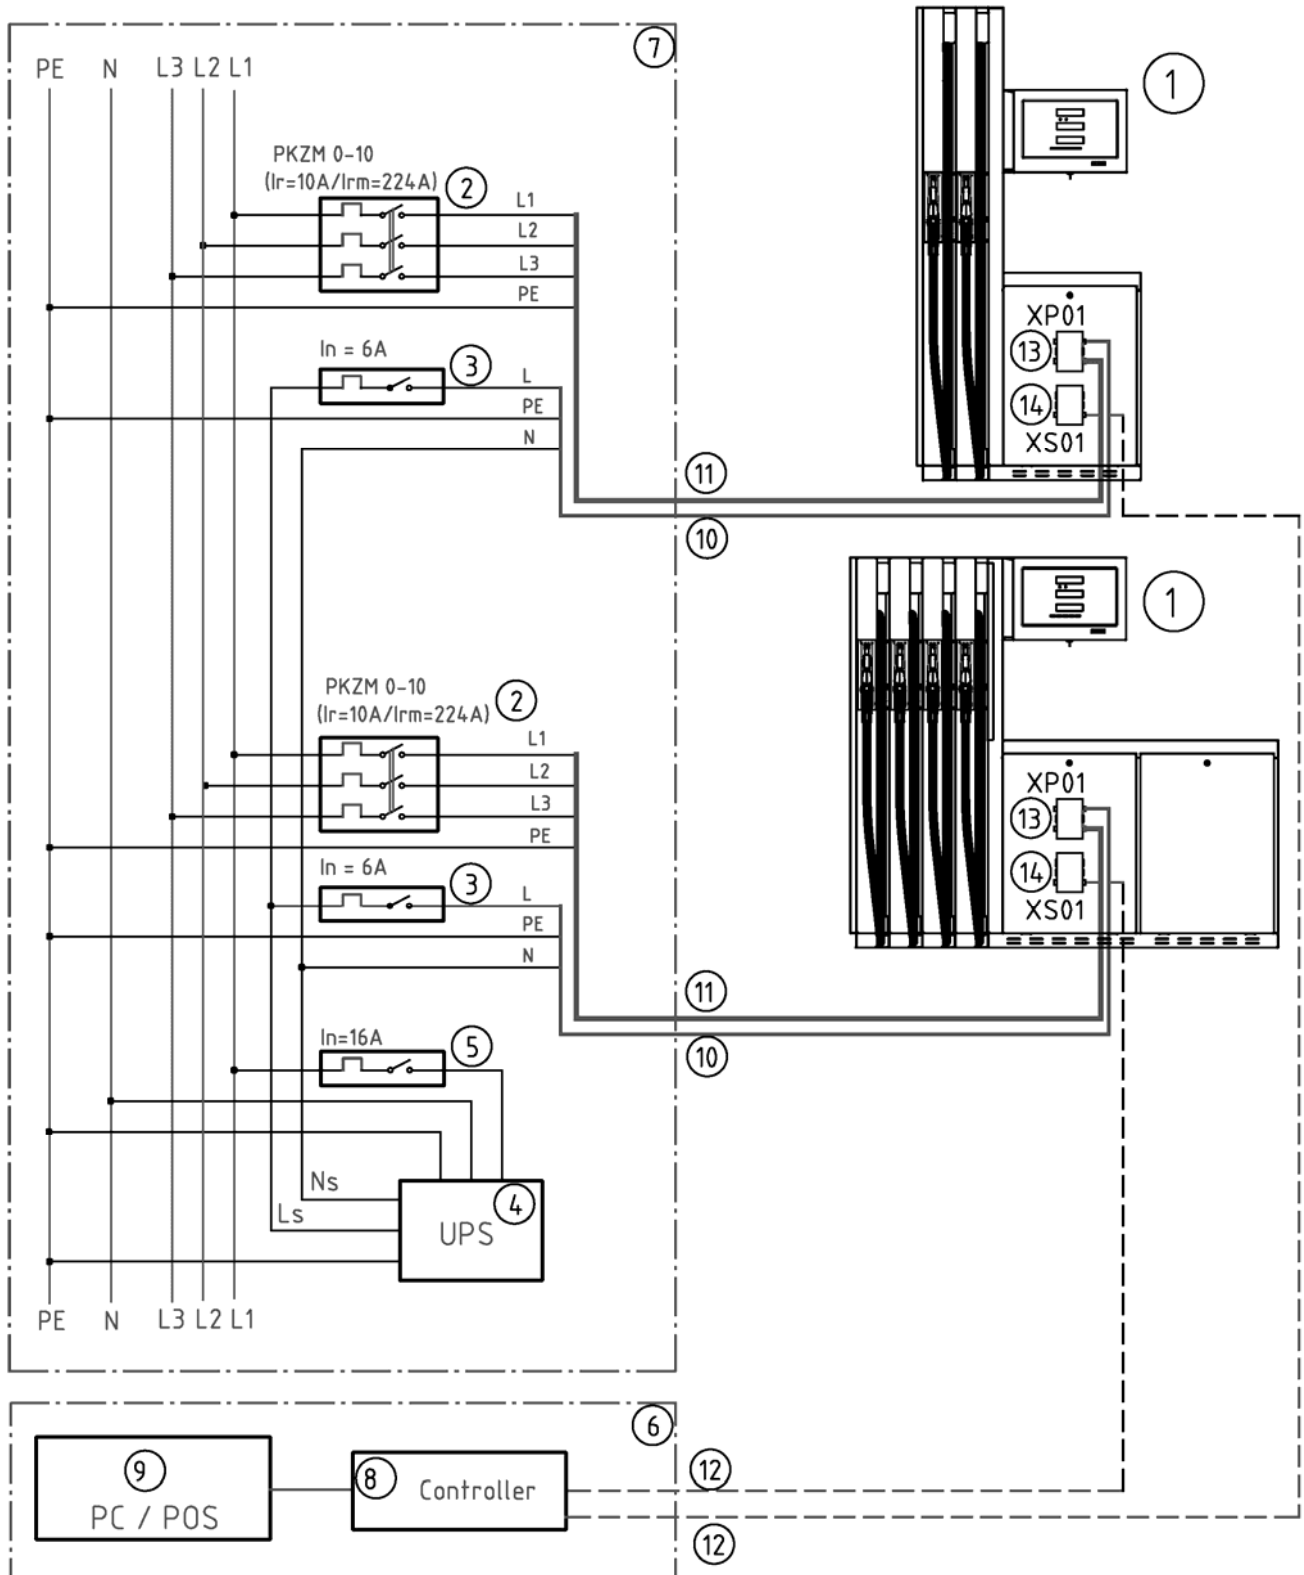 7
PE N L3 L2 L1
1
PKZM 0-10
(Ir=10A/Irm=224A)
2
L1
L2
L3
PE
In = 6A
3
L
PE
N
XP01
13
14
XS01
11
10
1
PKZM 0-10
(Ir=10A/Irm=224A)
2
L1
L2
L3
PE
In = 6A
3
L
PE
N
XP01
13
14
XS01
11
10
In=16A
5
Ns
Ls
4
UPS
PE N L3 L2 L1
6
9
PC / POS
8
Controller
12
12